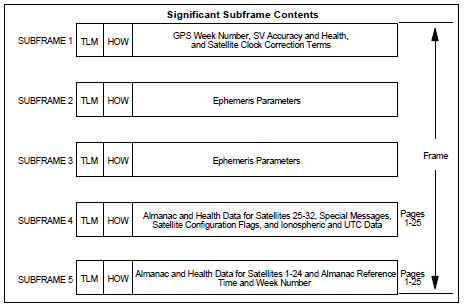 Significant Subframe Contents
SUBFRAME 1 TLM HOW GPS Week Number, SV Accuracy and Health,
and Satellite Clock Correction Terms
SUBFRAME 2 TLM HOW Ephemeris Parameters
SUBFRAME 3 TLM HOW Ephemeris Parameters
Frame
SUBFRAME 4 TLM HOW Almanac and Health Data for Satellites 25-32, Special Messages, Pages
Satellite Configuration Flags, and Ionospheric and UTC Data 1-25
SUBFRAME 5 TLM HOW Almanac and Health Data for Satellites 1-24 and Almanac Reference Pages
Time and Week Number 1-25